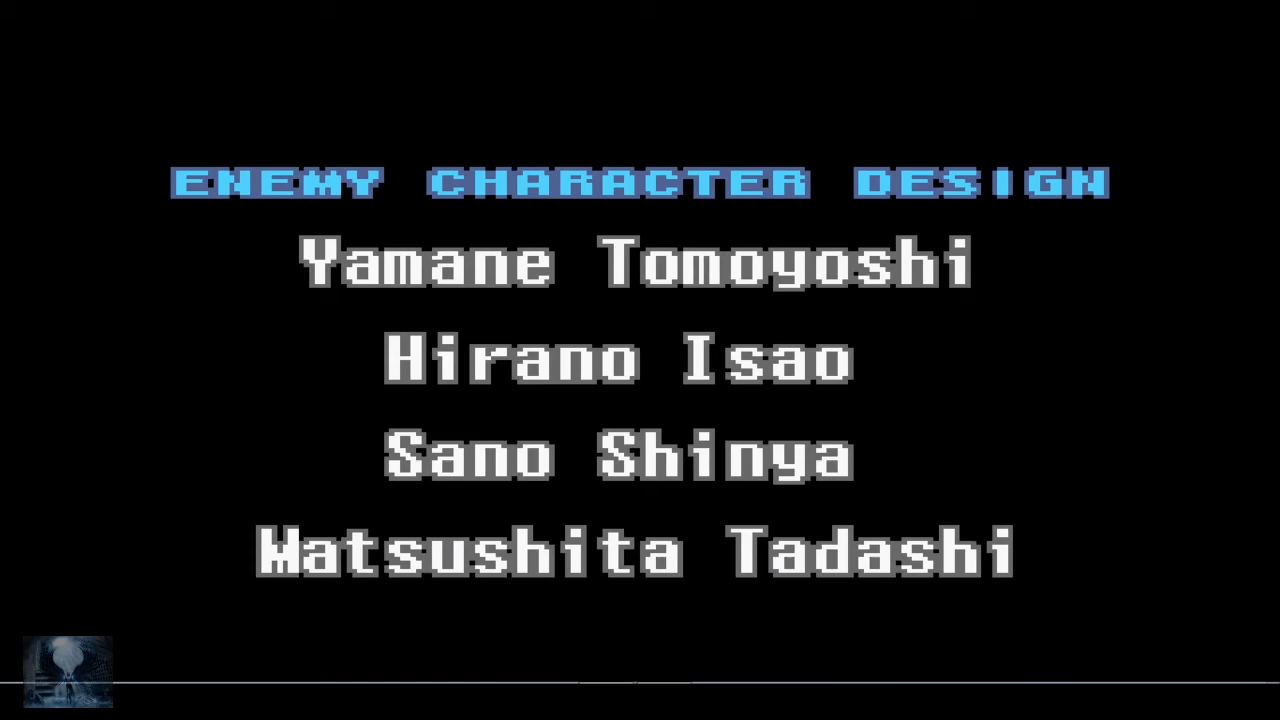 ENEMY CHARACTER DESIGN
Yamane Tomoyoshi
Hirano Isao
Sano Shinya
Matsushita Tadashi